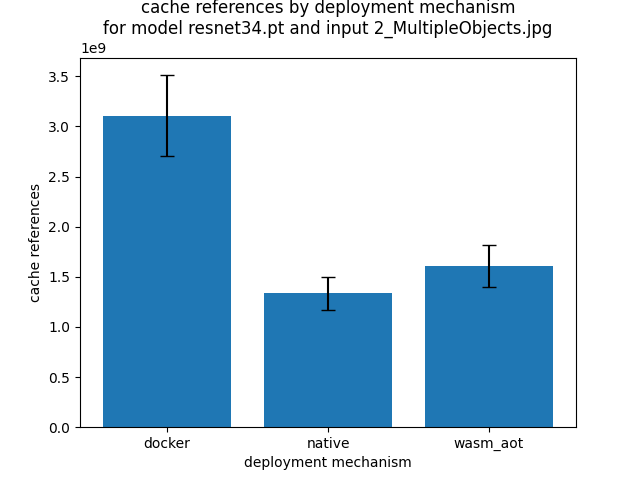 cache references by deployment mechanism
for model resnet34.pt and input 2_MultipleObjects.jpg
1e9
3.5
3.0
2.5
2.0
1.5
1.0
0.5
0.0
cache references
docker native wasm_aot
deployment mechanism